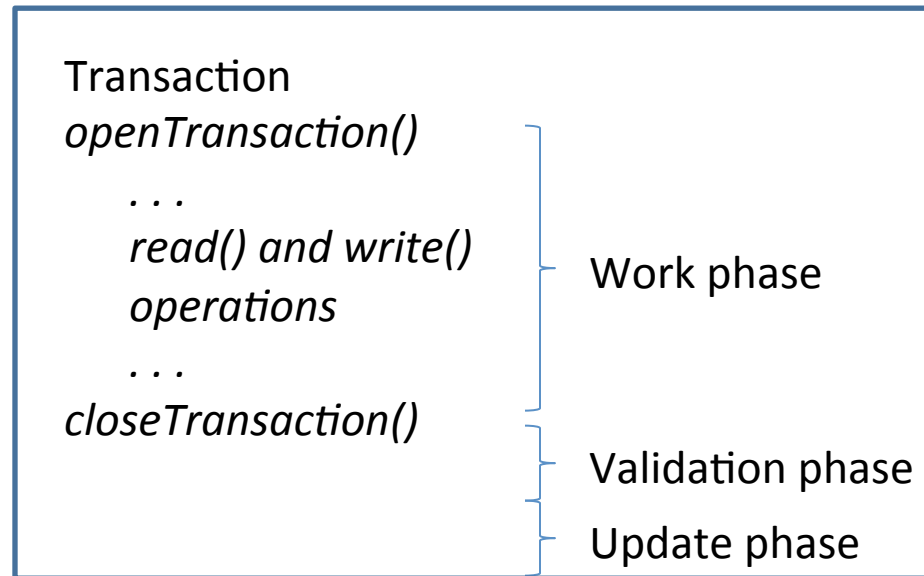 Transaction
openTransaction()
. . .
read() and write()
operations
. . .
closeTransaction()
Work phase
Validation phase
Update phase